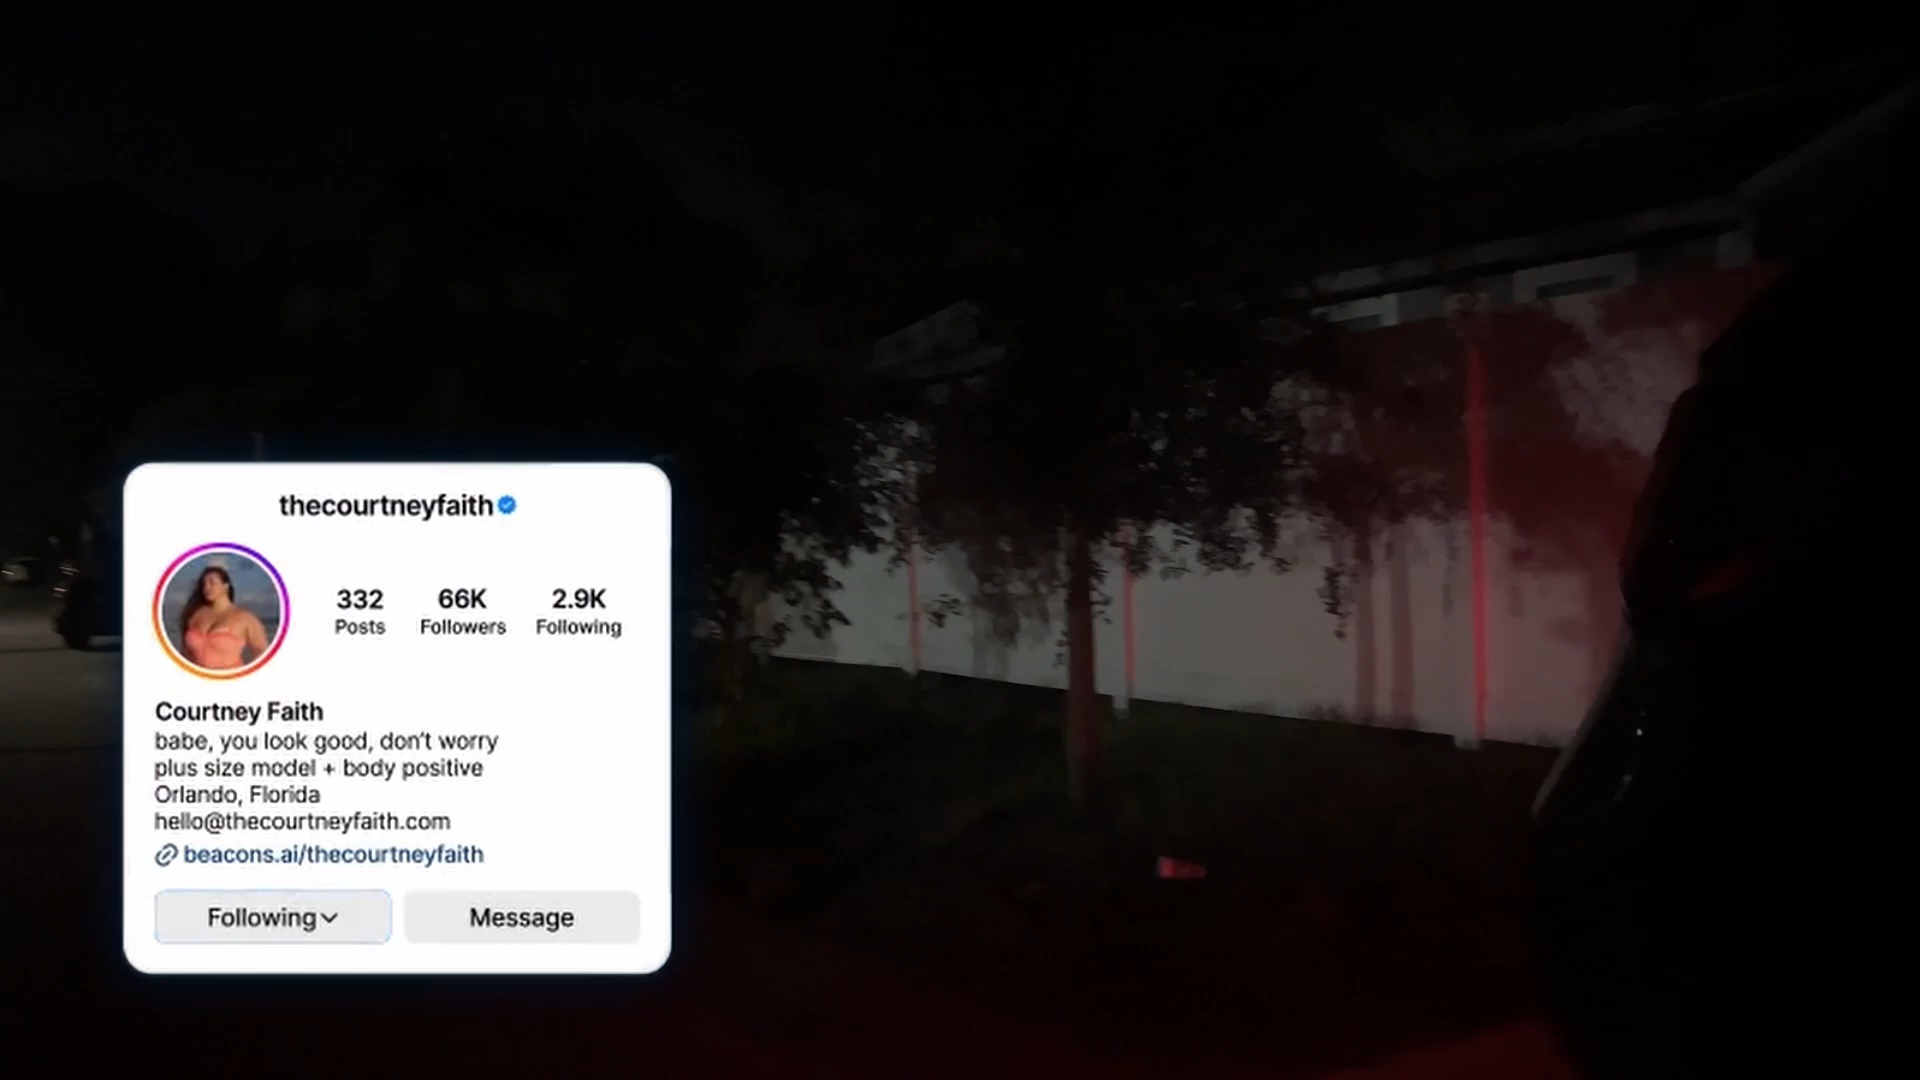 thecourtneyfaith
332 66K 2.9K
Posts Followers Following
Courtney Faith
babe, you look good, don't worry
plus size model + body positive
Orlando, Florida
hello@thecourtneyfaith.com
beacons.ai/thecourtneyfaith
Following Message